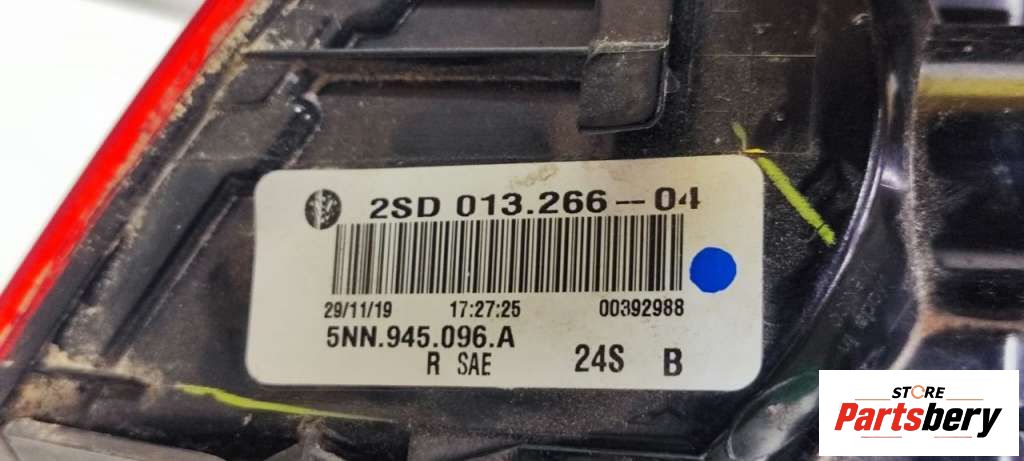 2SD 013.266-04
29/11/19 17:27:25 00392988
5NN.945.096.A
R SAE 24S B
STORE
Partsbery